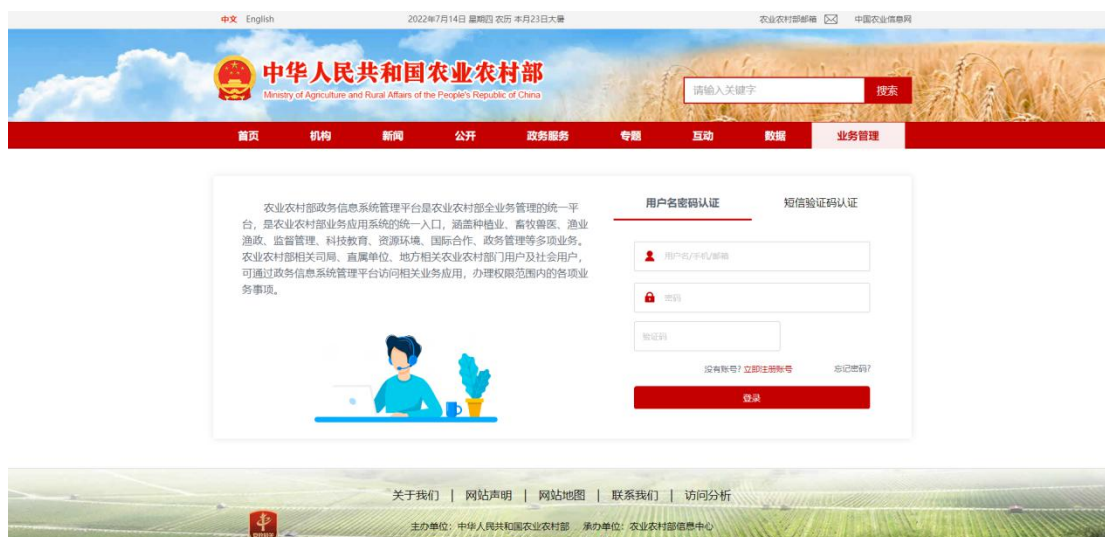 中文 English
2022年7月14日 星期四 农历 本月23日大暑
农业农村部邮箱
中国农业信息网
中华人民共和国农业农村部
Ministry of Agriculture and Rural Affairs of the People's Republic of China
请输入关键字
搜索
首页 机构 新闻 公开 政务服务 专题 互动 数据 业务管理
农业农村部政务信息系统管理平台是农业农村部全业务管理的统一平
台，是农业农村部业务应用系统的统一入口，涵盖种植业、畜牧兽医、渔业
渔政、监督管理、科技教育、资源环境、国际合作、政务管理等多项业务。
农业农村部相关司局、直属单位、地方相关农业农村部门用户及社会用户，
可通过政务信息系统管理平台访问相关业务应用，办理权限范围内的各项业
务事项。
用户名密码认证
短信验证码认证
用户名/手机/邮箱
密码
验证码
没有账号? 立即注册账号
忘记密码?
登录
关于我们 | 网站声明 | 网站地图 | 联系我们 | 访问分析
主办单位：中华人民共和国农业农村部 承办单位：农业农村部信息中心